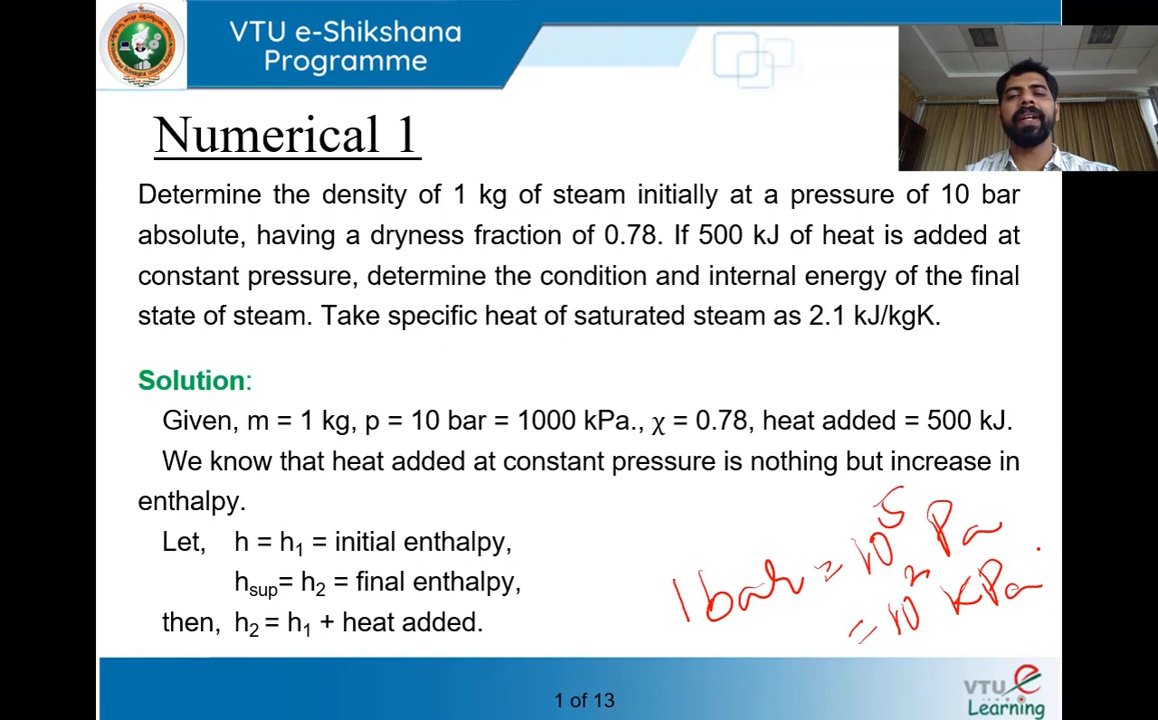 VTU e-Shikshana
Programme
Numerical 1
Determine the density of 1 kg of steam initially at a pressure of 10 bar
absolute, having a dryness fraction of 0.78. If 500 kJ of heat is added at
constant pressure, determine the condition and internal energy of the final
state of steam. Take specific heat of saturated steam as 2.1 kJ/kgK.
Solution:
Given, m = 1 kg, p = 10 bar = 1000 kPa., χ = 0.78, heat added = 500 kJ.
We know that heat added at constant pressure is nothing but increase in
enthalpy.
Let, h = h₁ = initial enthalpy,
hsup= h₂ = final enthalpy,
then, h₂ = h₁ + heat added.
1 bar = 10⁵ Pa
= 10² KPa
1 of 13
VTU e
Learning